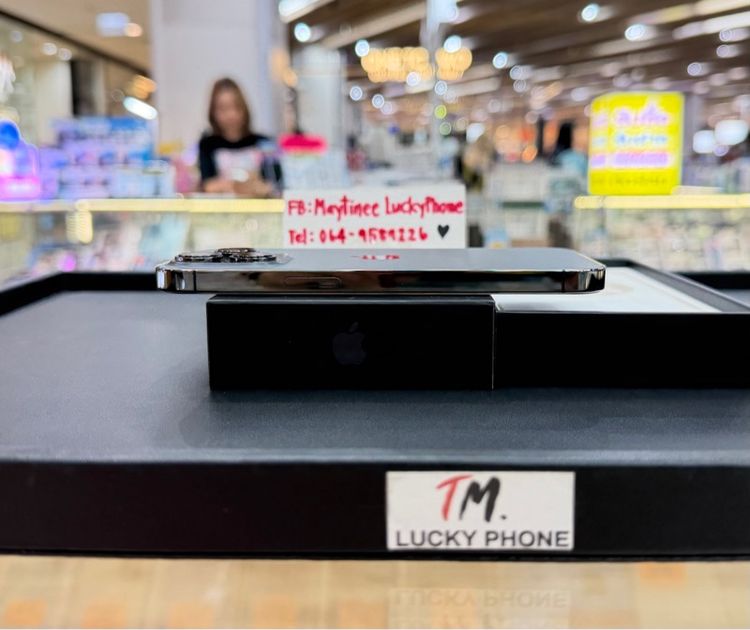 FB: Maytinee LuckyPhone
Tel: 064-9589226 ♥
TM.
LUCKY PHONE